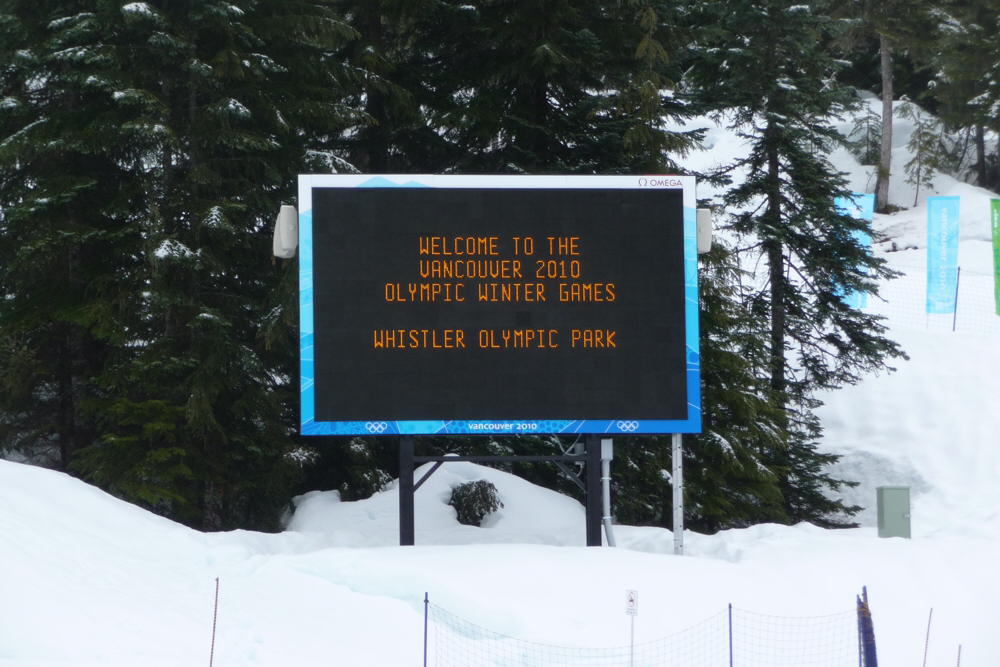 Ω OMEGA
WELCOME TO THE
VANCOUVER 2010
OLYMPIC WINTER GAMES
WHISTLER OLYMPIC PARK
vancouver 2010